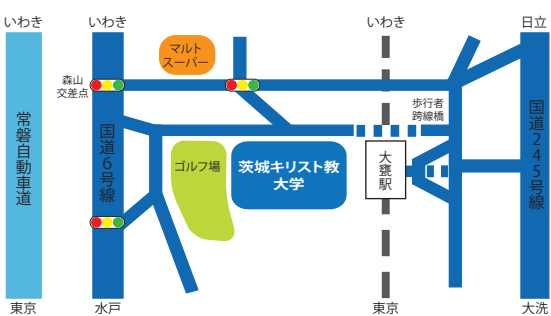 いわき
いわき
いわき
日立
マルト
スーパー
森山
交差点
歩行者
跨線橋
常磐自動車道
国道6号線
ゴルフ場
茨城キリスト教
大学
大甕駅
国道245号線
東京
水戸
東京
大洗